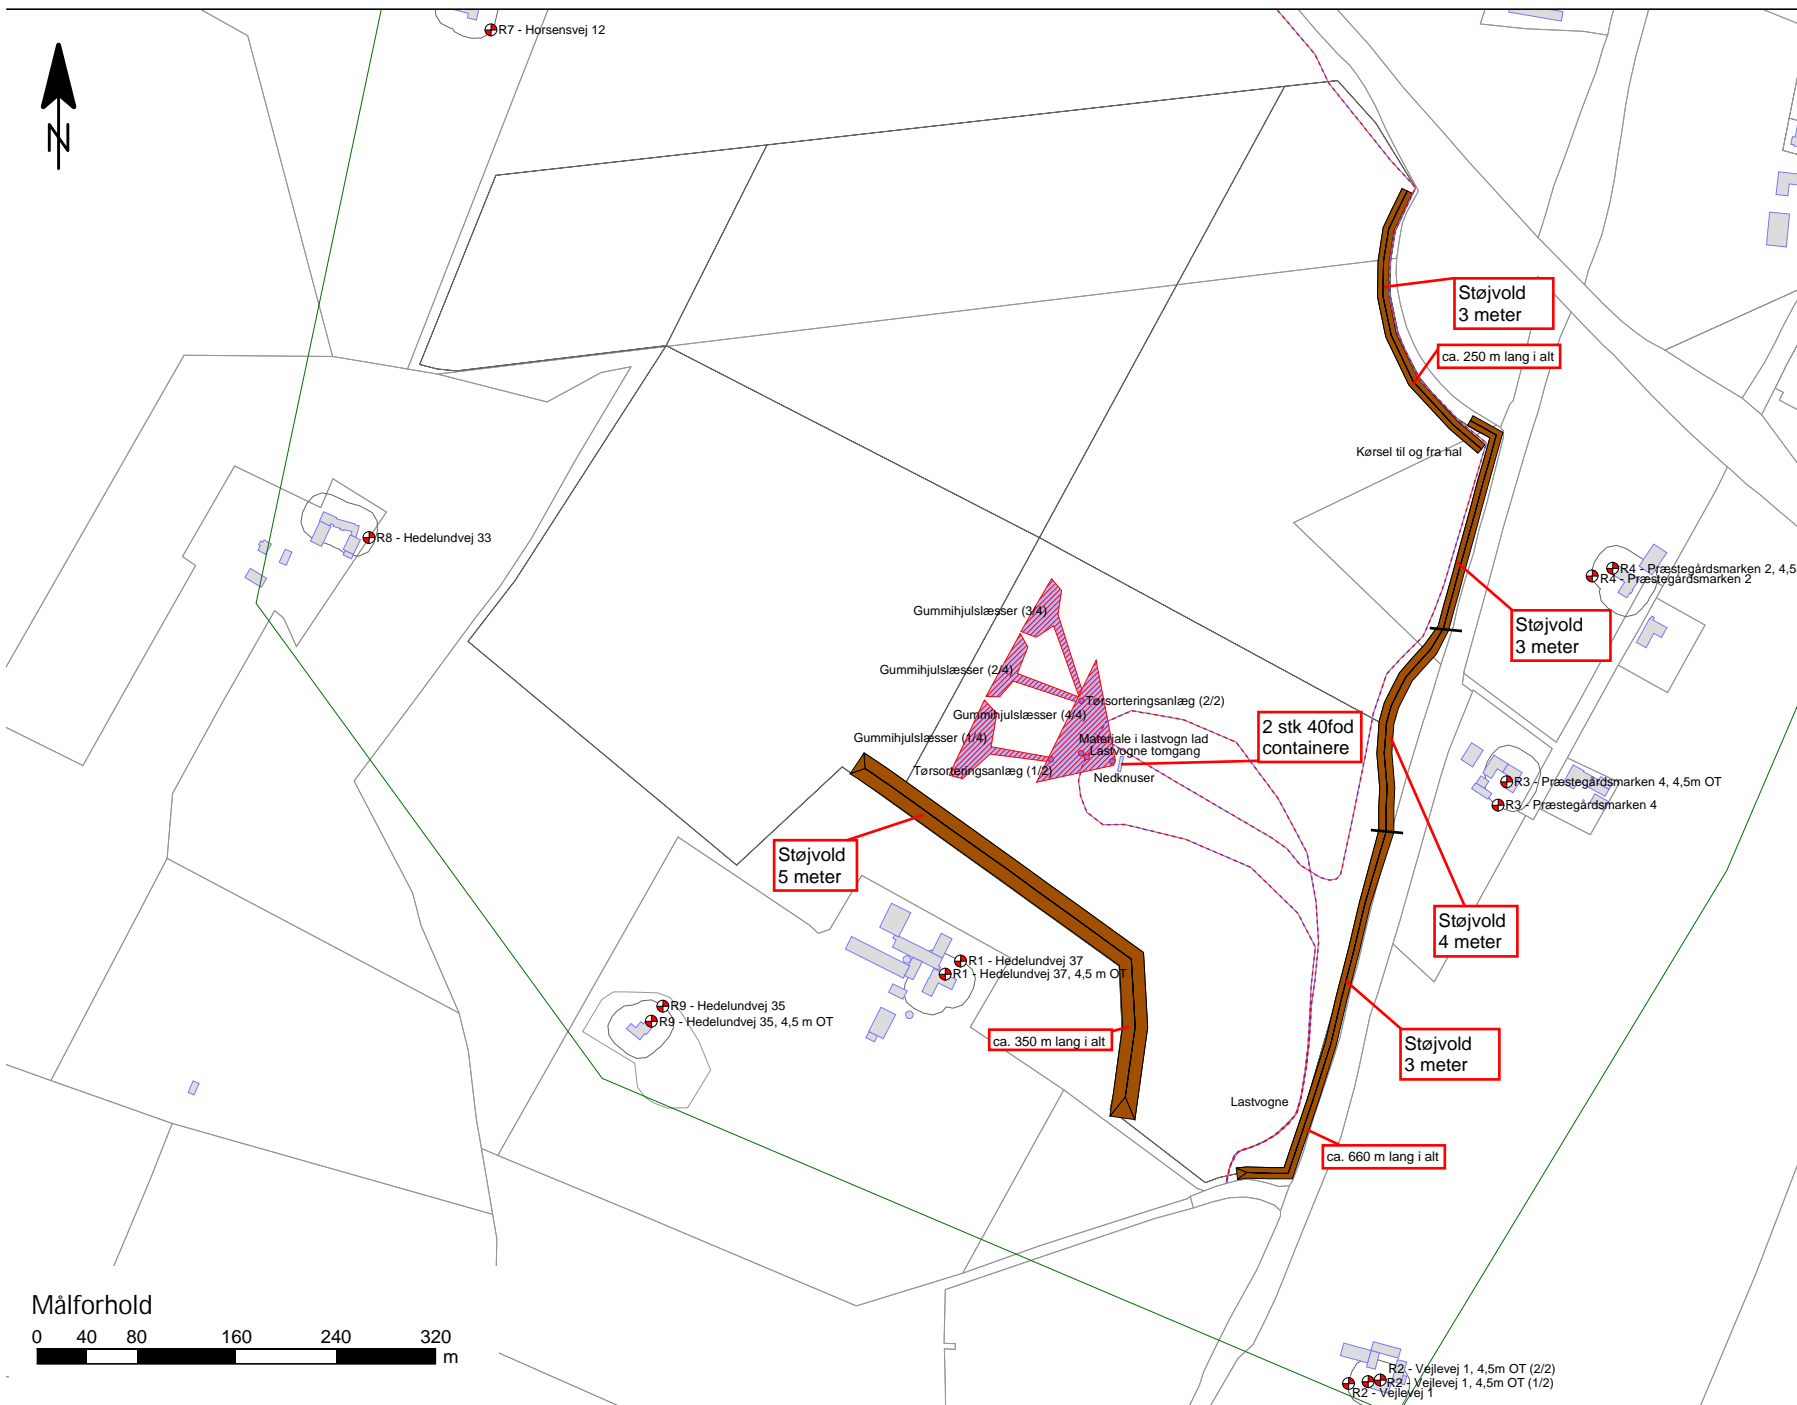 R7 - Horsensvej 12
N
Støjvold
3 meter
ca. 250 m lang i alt
Kørsel til og fra hal
R8 - Hedelundvej 33
R4 - Præstegårdsmarken 2, 4,5
R4 - Præstegårdsmarken 2
Gummihjulslæsser (3/4)
Støjvold
3 meter
Gummihjulslæsser (2/4)
Tørsorteringsanlæg (2/2)
Gummihjulslæsser (4/4)
2 stk 40fod
containere
Gummihjulslæsser (1/4)
Materiale i lastvogn lad
Lastvogne tomgang
Tørsorteringsanlæg (1/2)
Nedknuser
R3 - Præstegårdsmarken 4, 4,5m OT
R3 - Præstegårdsmarken 4
Støjvold
5 meter
Støjvold
4 meter
R1 - Hedelundvej 37
R1 - Hedelundvej 37, 4,5 m OT
R9 - Hedelundvej 35
R9 - Hedelundvej 35, 4,5 m OT
ca. 350 m lang i alt
Støjvold
3 meter
Lastvogne
ca. 660 m lang i alt
Målforhold
0 40 80 160 240 320
m
R2 - Vejlevej 1, 4,5m OT (2/2)
R2 - Vejlevej 1, 4,5m OT (1/2)
R2 - Vejlevej 1